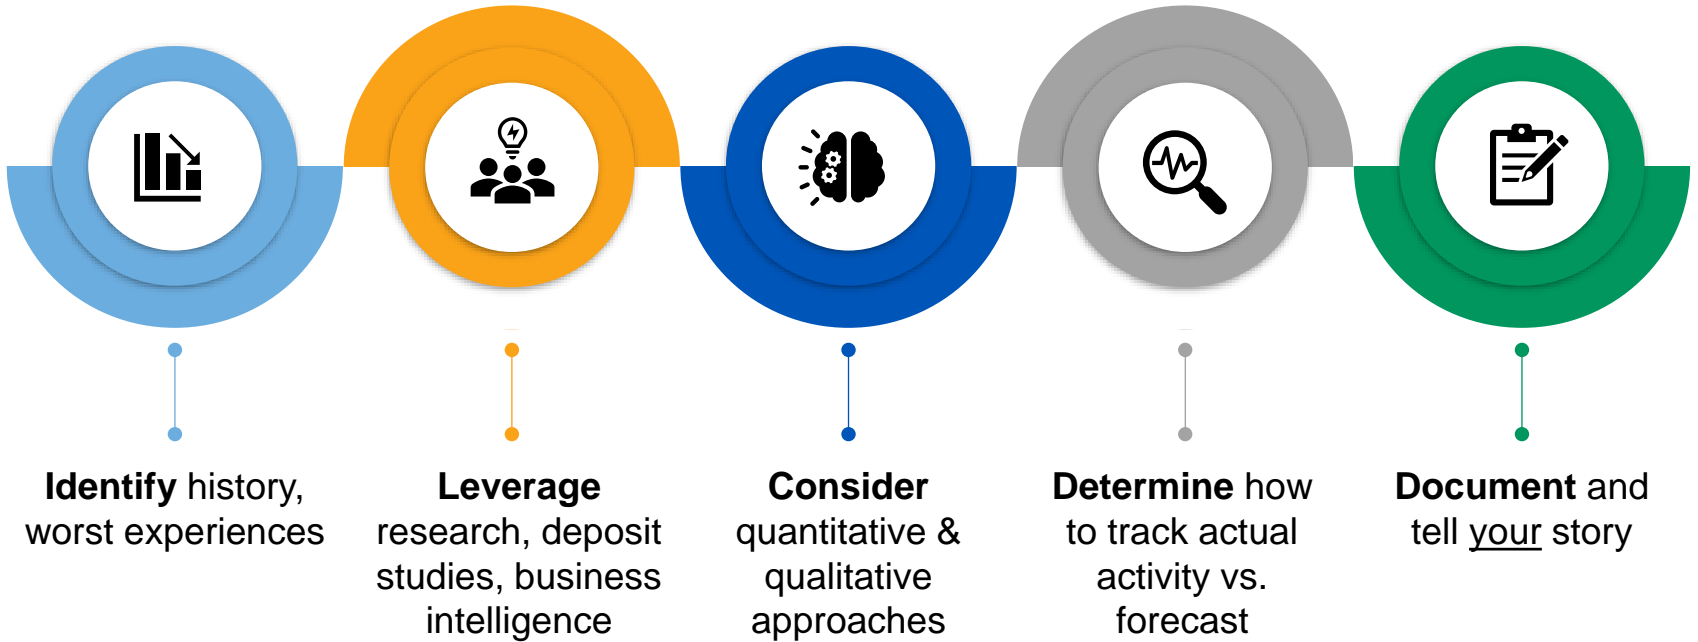 Identify history,
worst experiences
Leverage
research, deposit
studies, business
intelligence
Consider
quantitative &
qualitative
approaches
Determine how
to track actual
activity vs.
forecast
Document and
tell your story